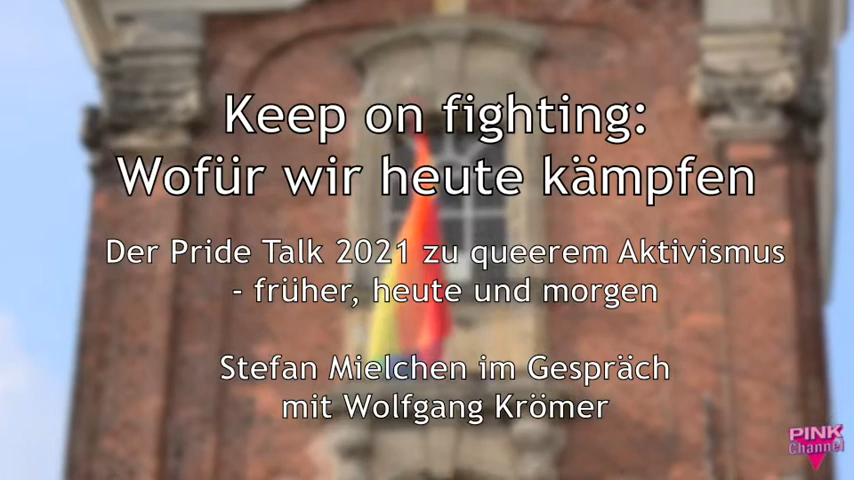 Keep on fighting:
Wofür wir heute kämpfen
Der Pride Talk 2021 zu queerem Aktivismus
- früher, heute und morgen
Stefan Mielchen im Gespräch
mit Wolfgang Krömer
PINK
Channel